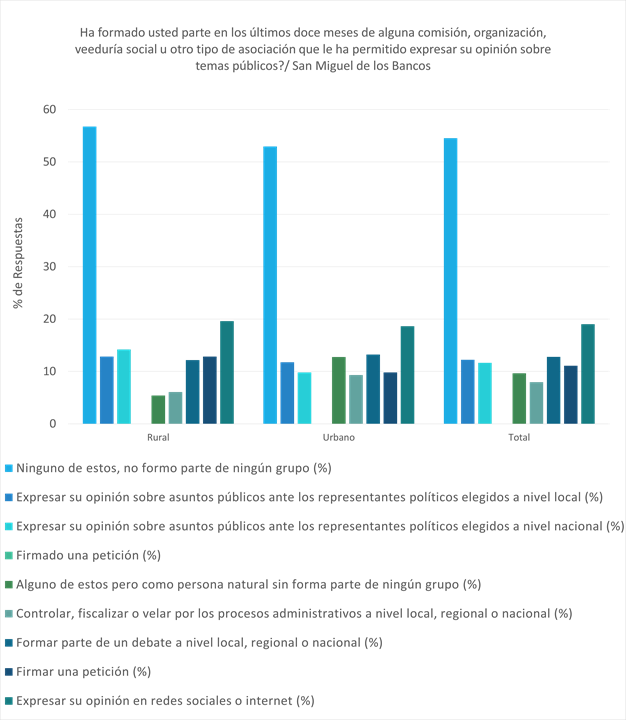 Ha formado usted parte en los últimos doce meses de alguna comisión, organización,
veeduría social u otro tipo de asociación que le ha permitido expresar su opinión sobre
temas públicos?/ San Miguel de los Bancos
60
50
40
30
20
10
0
% de Respuestas
Rural
Urbano
Total
Ninguno de estos, no formo parte de ningún grupo (%)
Expresar su opinión sobre asuntos públicos ante los representantes políticos elegidos a nivel local (%)
Expresar su opinión sobre asuntos públicos ante los representantes políticos elegidos a nivel nacional (%)
Firmado una petición (%)
Alguno de estos pero como persona natural sin forma parte de ningún grupo (%)
Controlar, fiscalizar o velar por los procesos administrativos a nivel local, regional o nacional (%)
Formar parte de un debate a nivel local, regional o nacional (%)
Firmar una petición (%)
Expresar su opinión en redes sociales o internet (%)